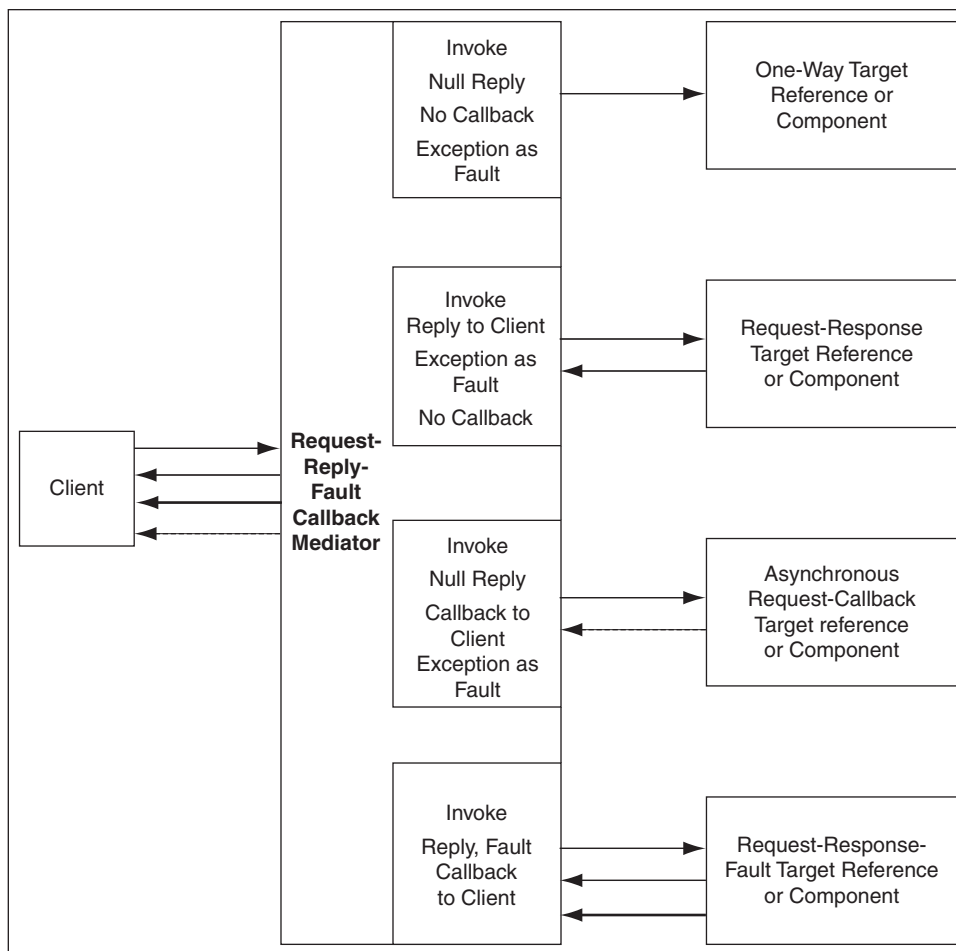 Client
Request-
Reply-
Fault
Callback
Mediator
Invoke
Null Reply
No Callback
Exception as
Fault
One-Way Target
Reference or
Component
Invoke
Reply to Client
Exception as
Fault
No Callback
Request-Response
Target Reference
or Component
Invoke
Null Reply
Callback to
Client
Exception as
Fault
Asynchronous
Request-Callback
Target reference
or Component
Invoke
Reply, Fault
Callback
to Client
Request-Response-
Fault Target Reference
or Component